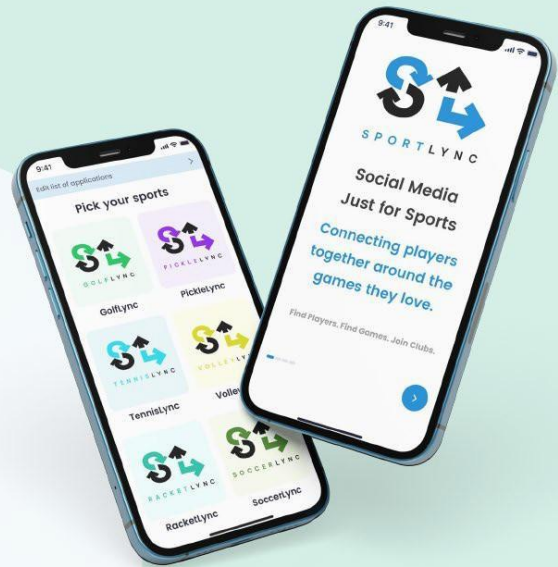 9:41
Edit list of applications
Pick your sports
GOLFLYNC
PICKLELYNC
GolfLync
PickleLync
TENNISLYNC
VOLLEYLYNC
TennisLync
RACKETLYNC
SOCCERLYNC
RacketLync
SoccerLync
9:41
SPORTLYNC
Social Media
Just for Sports
Connecting players
together around the
games they love.
Find Players. Find Games. Join Clubs.